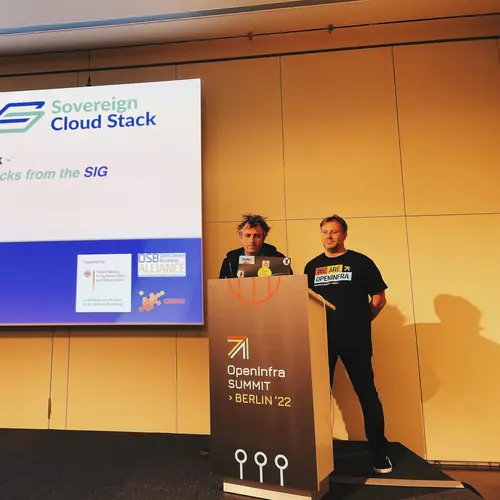 Sovereign
Cloud Stack
cks from the SIG
OSB
ALLIANCE
WE ARE
OPENINFRA
OpenInfra
SUMMIT
> BERLIN '22